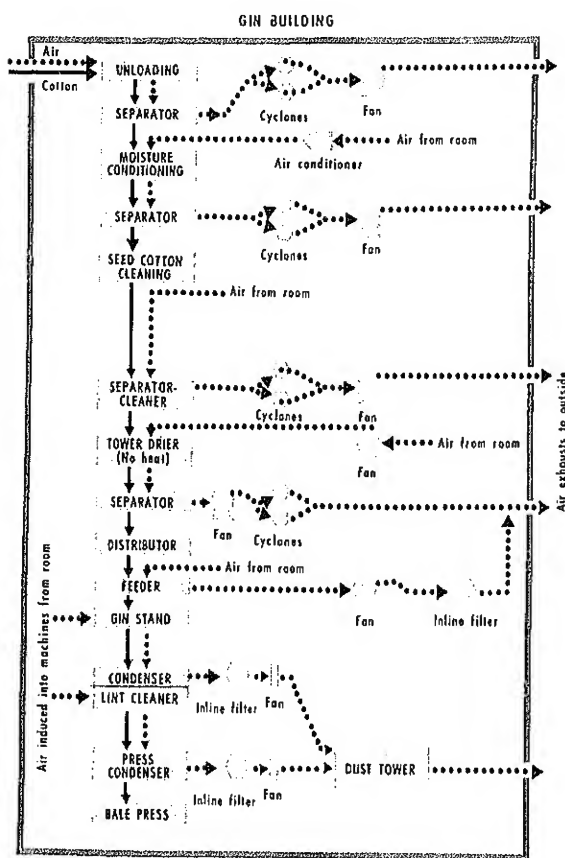 GIN BUILDING
Air
Cotton
UNLOADING
SEPARATOR
Cyclones
Fan
Air from room
Air conditioner
MOISTURE
CONDITIONING
SEPARATOR
Cyclones
Fan
SEED COTTON
CLEANING
Air from room
SEPARATOR-
CLEANER
Cyclones
Fan
TOWER DRIER
(No heat)
Air from room
Fan
SEPARATOR
Fan
Cyclones
DISTRIBUTOR
Air from room
FEEDER
Fan
Inline filter
GIN STAND
CONDENSER
LINT CLEANER
Inline filter
Fan
PRESS
CONDENSER
Inline filter
Fan
DUST TOWER
BALE PRESS
Air induced into machines from room
Air exhausts to outside